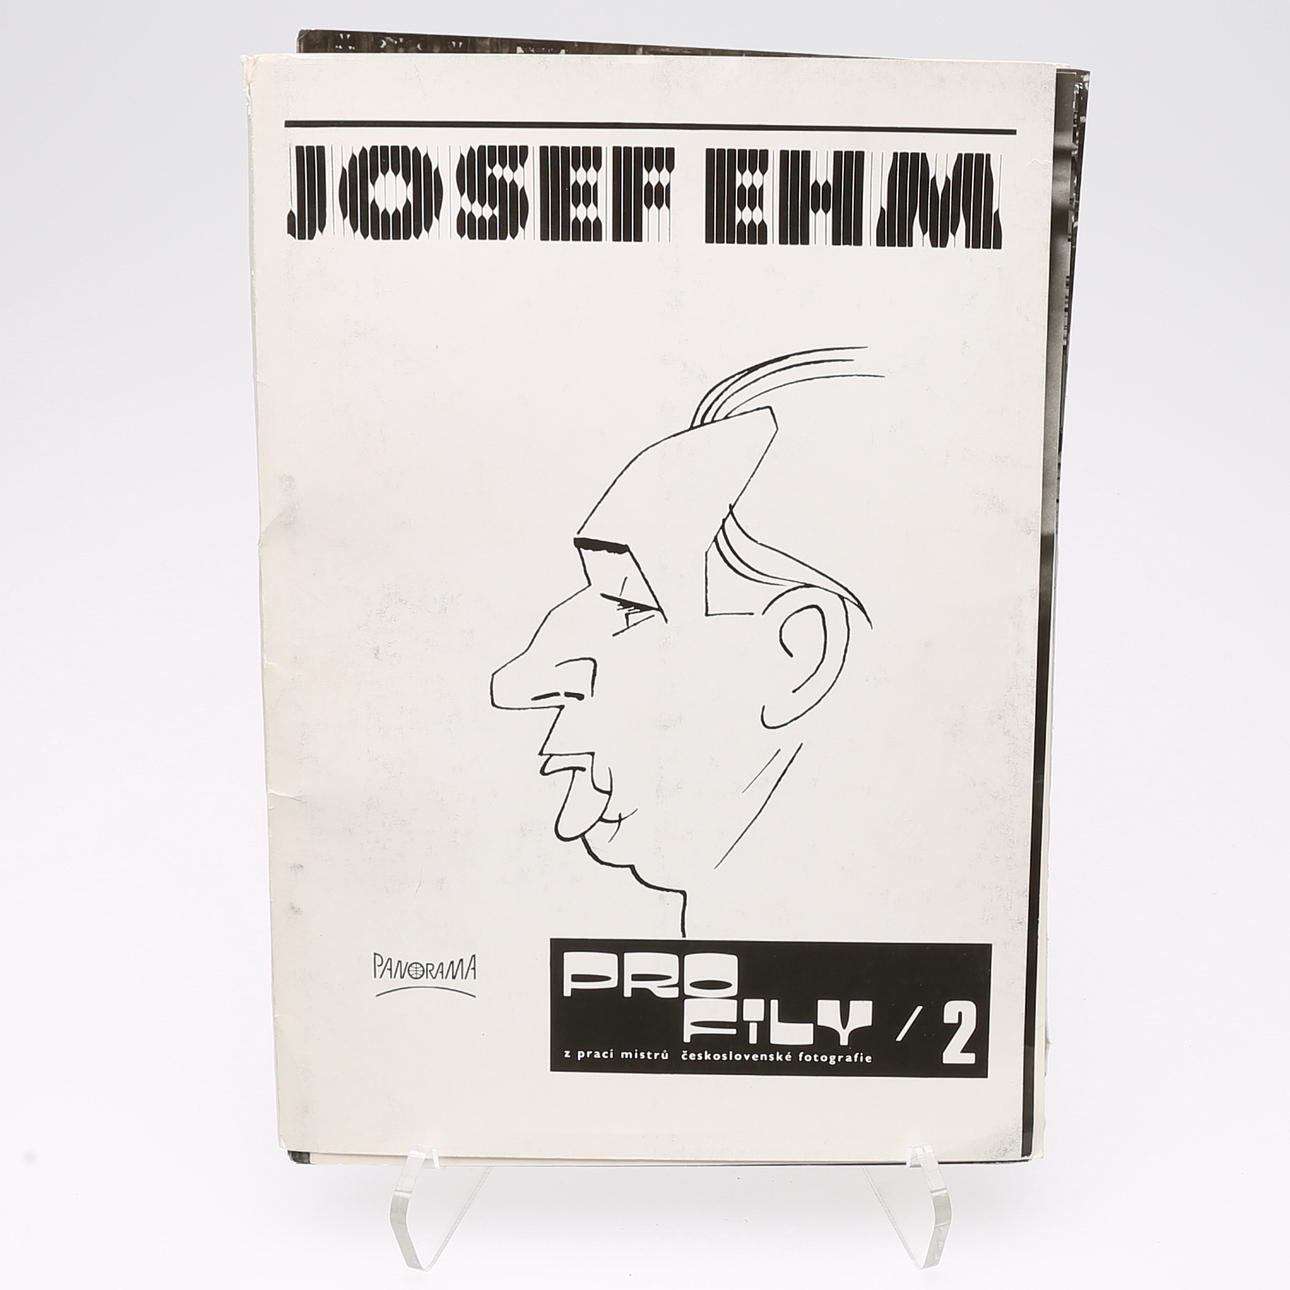 JOSEF EHM
PANORAMA
PRO
FILY / 2
z prací mistrů československé fotografie